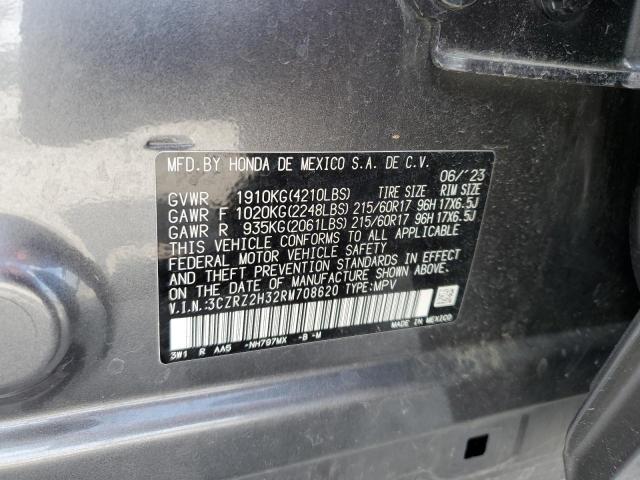 MFD.BY HONDA DE MEXICO S.A. DE C.V.
06/'23
GVWR 1910KG(4210LBS) TIRE SIZE RIM SIZE
GAWR F 1020KG(2248LBS) 215/60R17 96H 17X6.5J
GAWR R 935KG(2061LBS) 215/60R17 96H 17X6.5J
THIS VEHICLE CONFORMS TO ALL APPLICABLE
FEDERAL MOTOR VEHICLE SAFETY
AND THEFT PREVENTION STANDARDS IN EFFECT
ON THE DATE OF MANUFACTURE SHOWN ABOVE.
V.I.N.:3CZRZ2H32RM708620 TYPE:MPV
MADE IN MEXICO
3W1 R AA5 -NH797MX -B -M